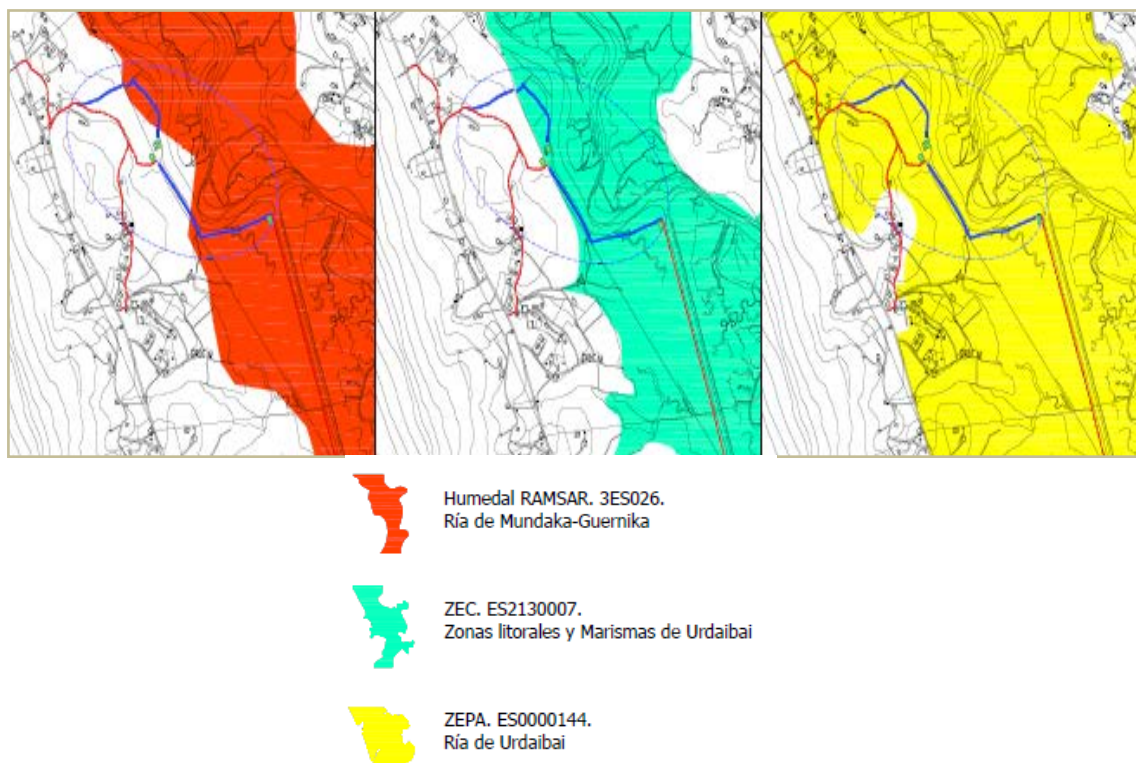 Humedal RAMSAR. 3ES026.
Ría de Mundaka-Guernika
ZEC. ES2130007.
Zonas litorales y Marismas de Urdaibai
ZEPA. ES0000144.
Ría de Urdaibai